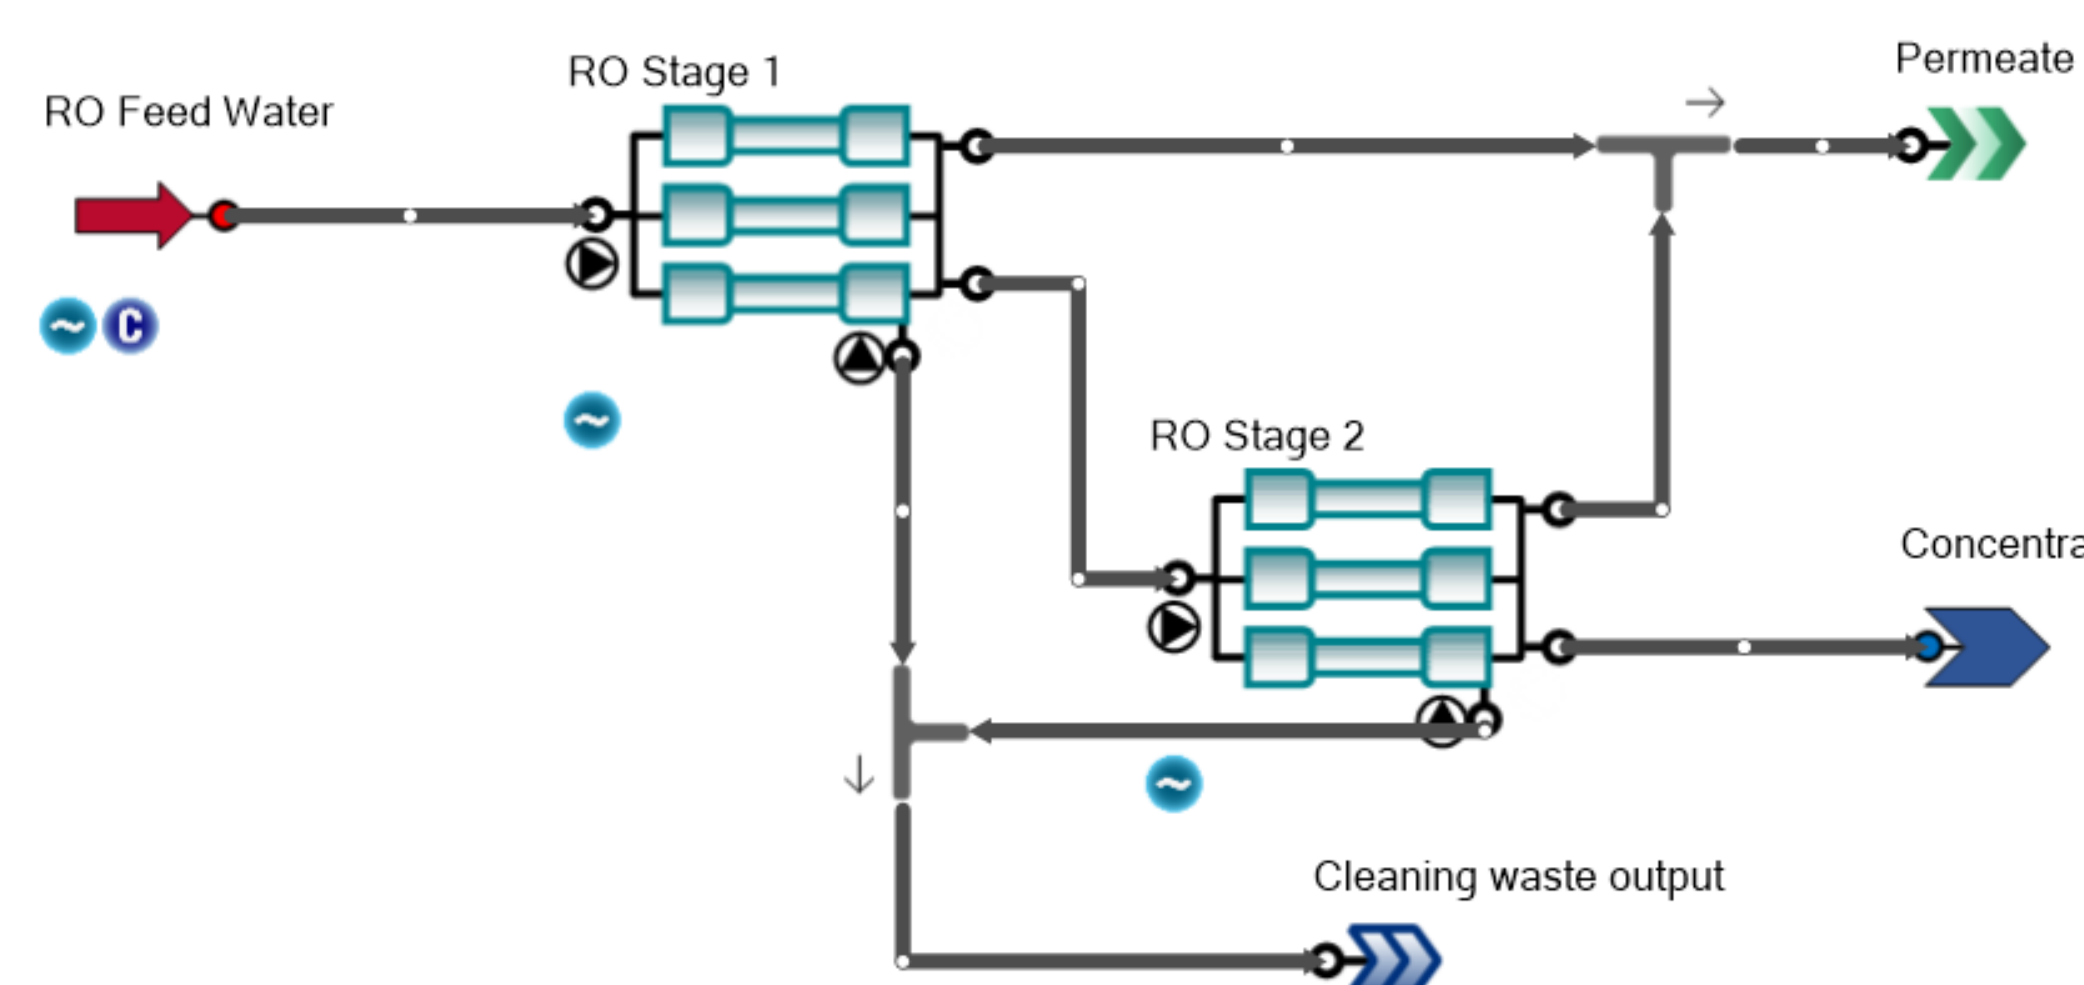 RO Stage 1
Permeate
RO Feed Water
C
RO Stage 2
Concentra
Cleaning waste output